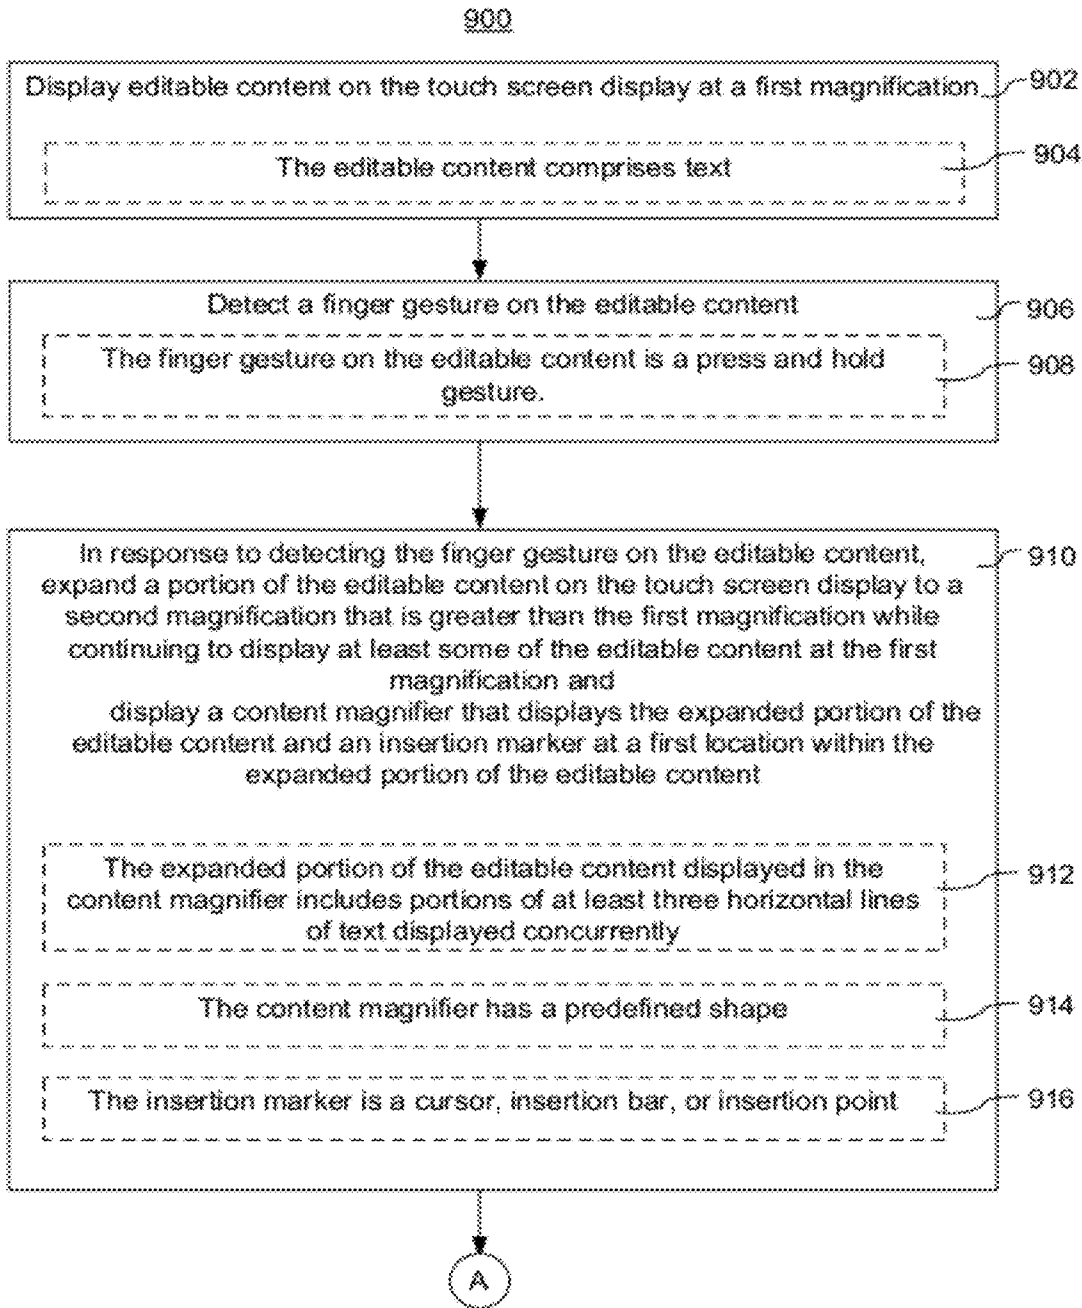 900
Display editable content on the touch screen display at a first magnification
902
The editable content comprises text
904
Detect a finger gesture on the editable content
906
The finger gesture on the editable content is a press and hold
gesture.
908
In response to detecting the finger gesture on the editable content,
expand a portion of the editable content on the touch screen display to a
second magnification that is greater than the first magnification while
continuing to display at least some of the editable content at the first
magnification and
display a content magnifier that displays the expanded portion of the
editable content and an insertion marker at a first location within the
expanded portion of the editable content
910
The expanded portion of the editable content displayed in the
content magnifier includes portions of at least three horizontal lines
of text displayed concurrently
912
The content magnifier has a predefined shape
914
The insertion marker is a cursor, insertion bar, or insertion point
916
A